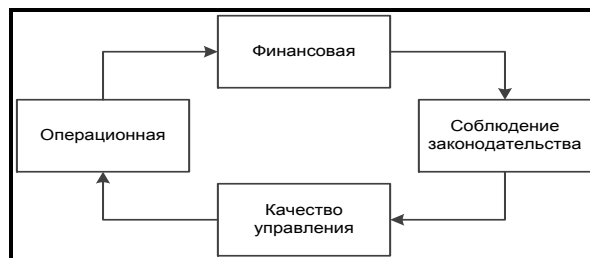 Финансовая
Операционная
Соблюдение
законодательства
Качество
управления